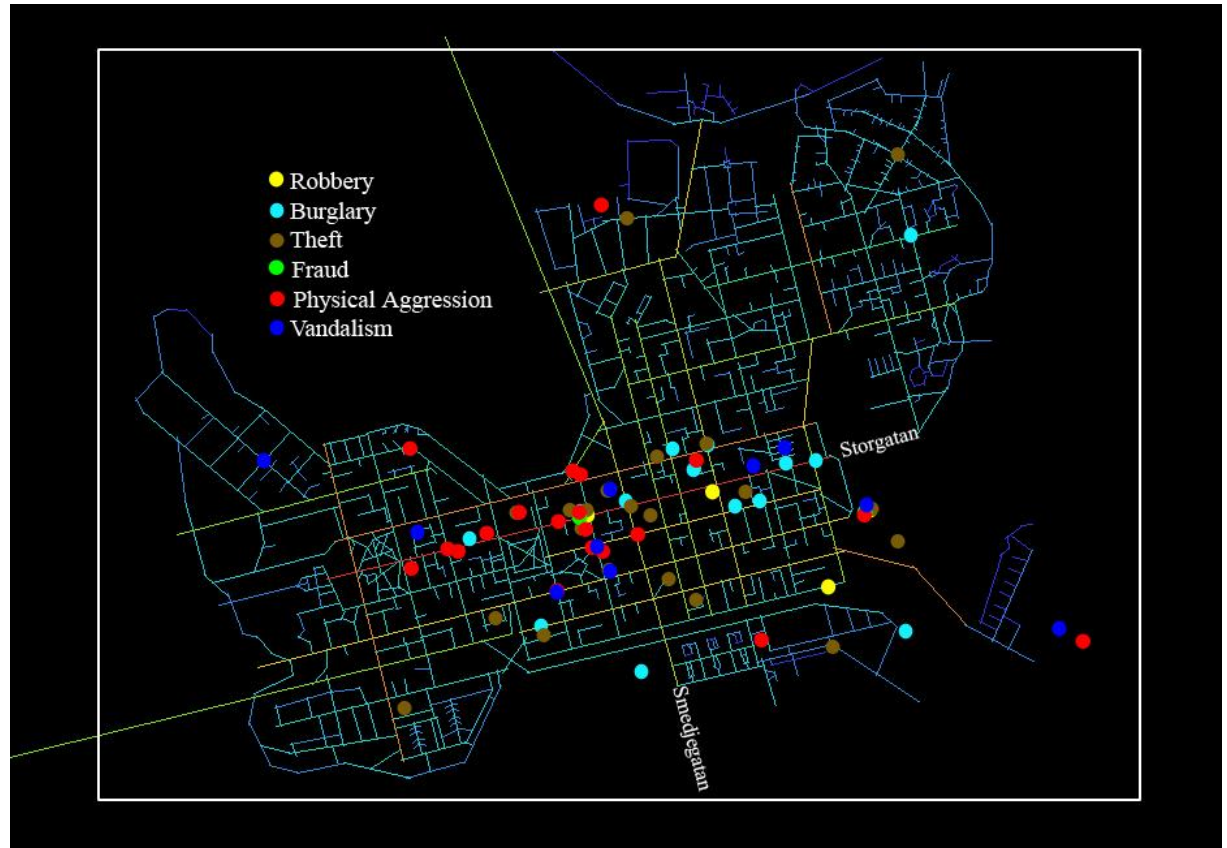 Robbery
Burglary
Theft
Fraud
Physical Aggression
Vandalism
Storgatan
Smedjegatan